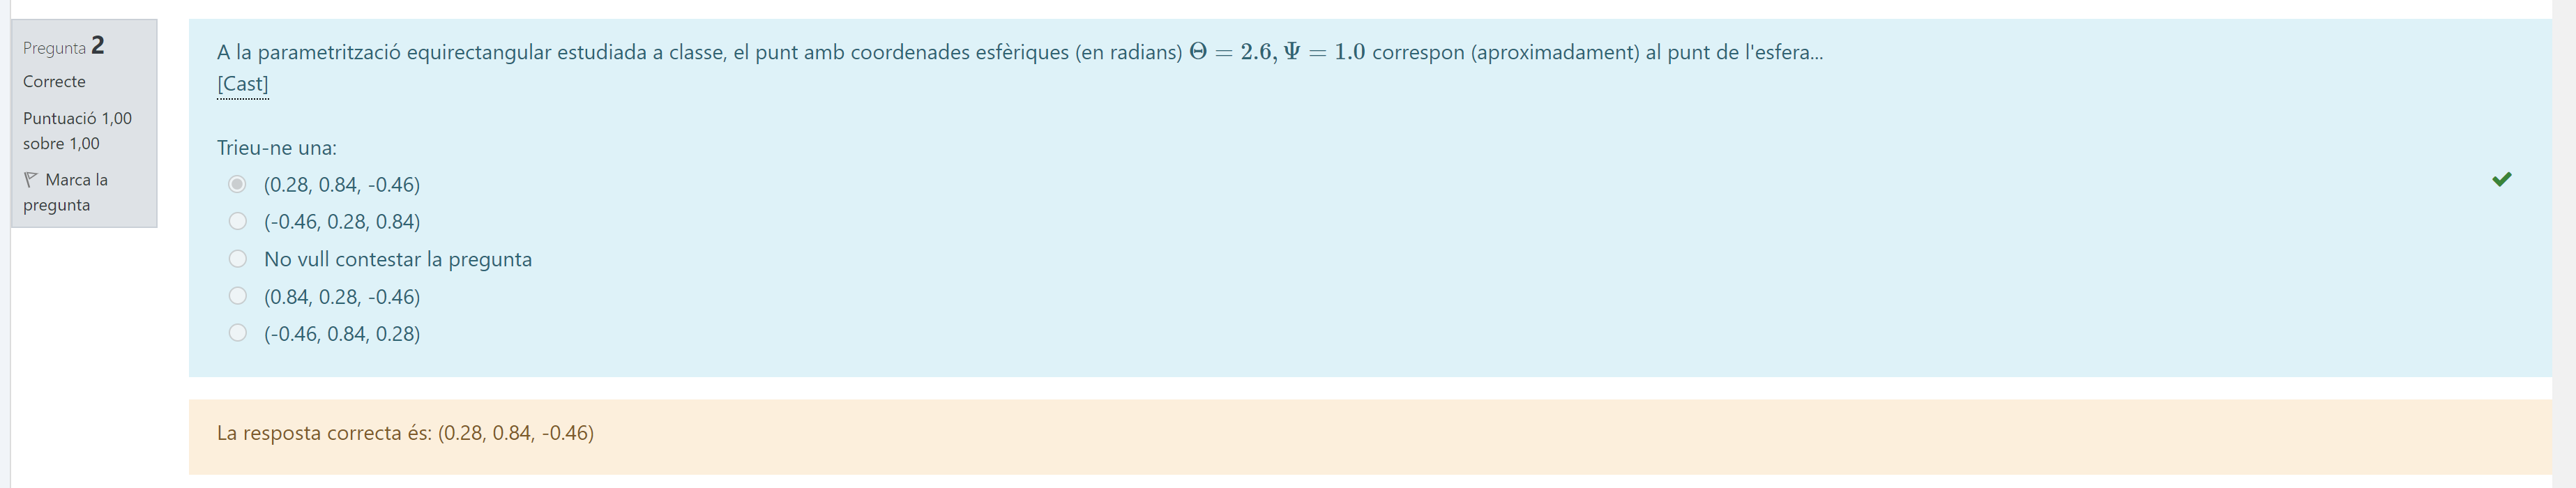 Pregunta 2
Correcte
Puntuació 1,00
sobre 1,00
Marca la
pregunta
A la parametrització equirectangular estudiada a classe, el punt amb coordenades esfèriques (en radians) Θ = 2.6, Ψ = 1.0 correspon (aproximadament) al punt de l'esfera...
[Cast]
Trieu-ne una:
(0.28, 0.84, -0.46)
(-0.46, 0.28, 0.84)
No vull contestar la pregunta
(0.84, 0.28, -0.46)
(-0.46, 0.84, 0.28)
La resposta correcta és: (0.28, 0.84, -0.46)